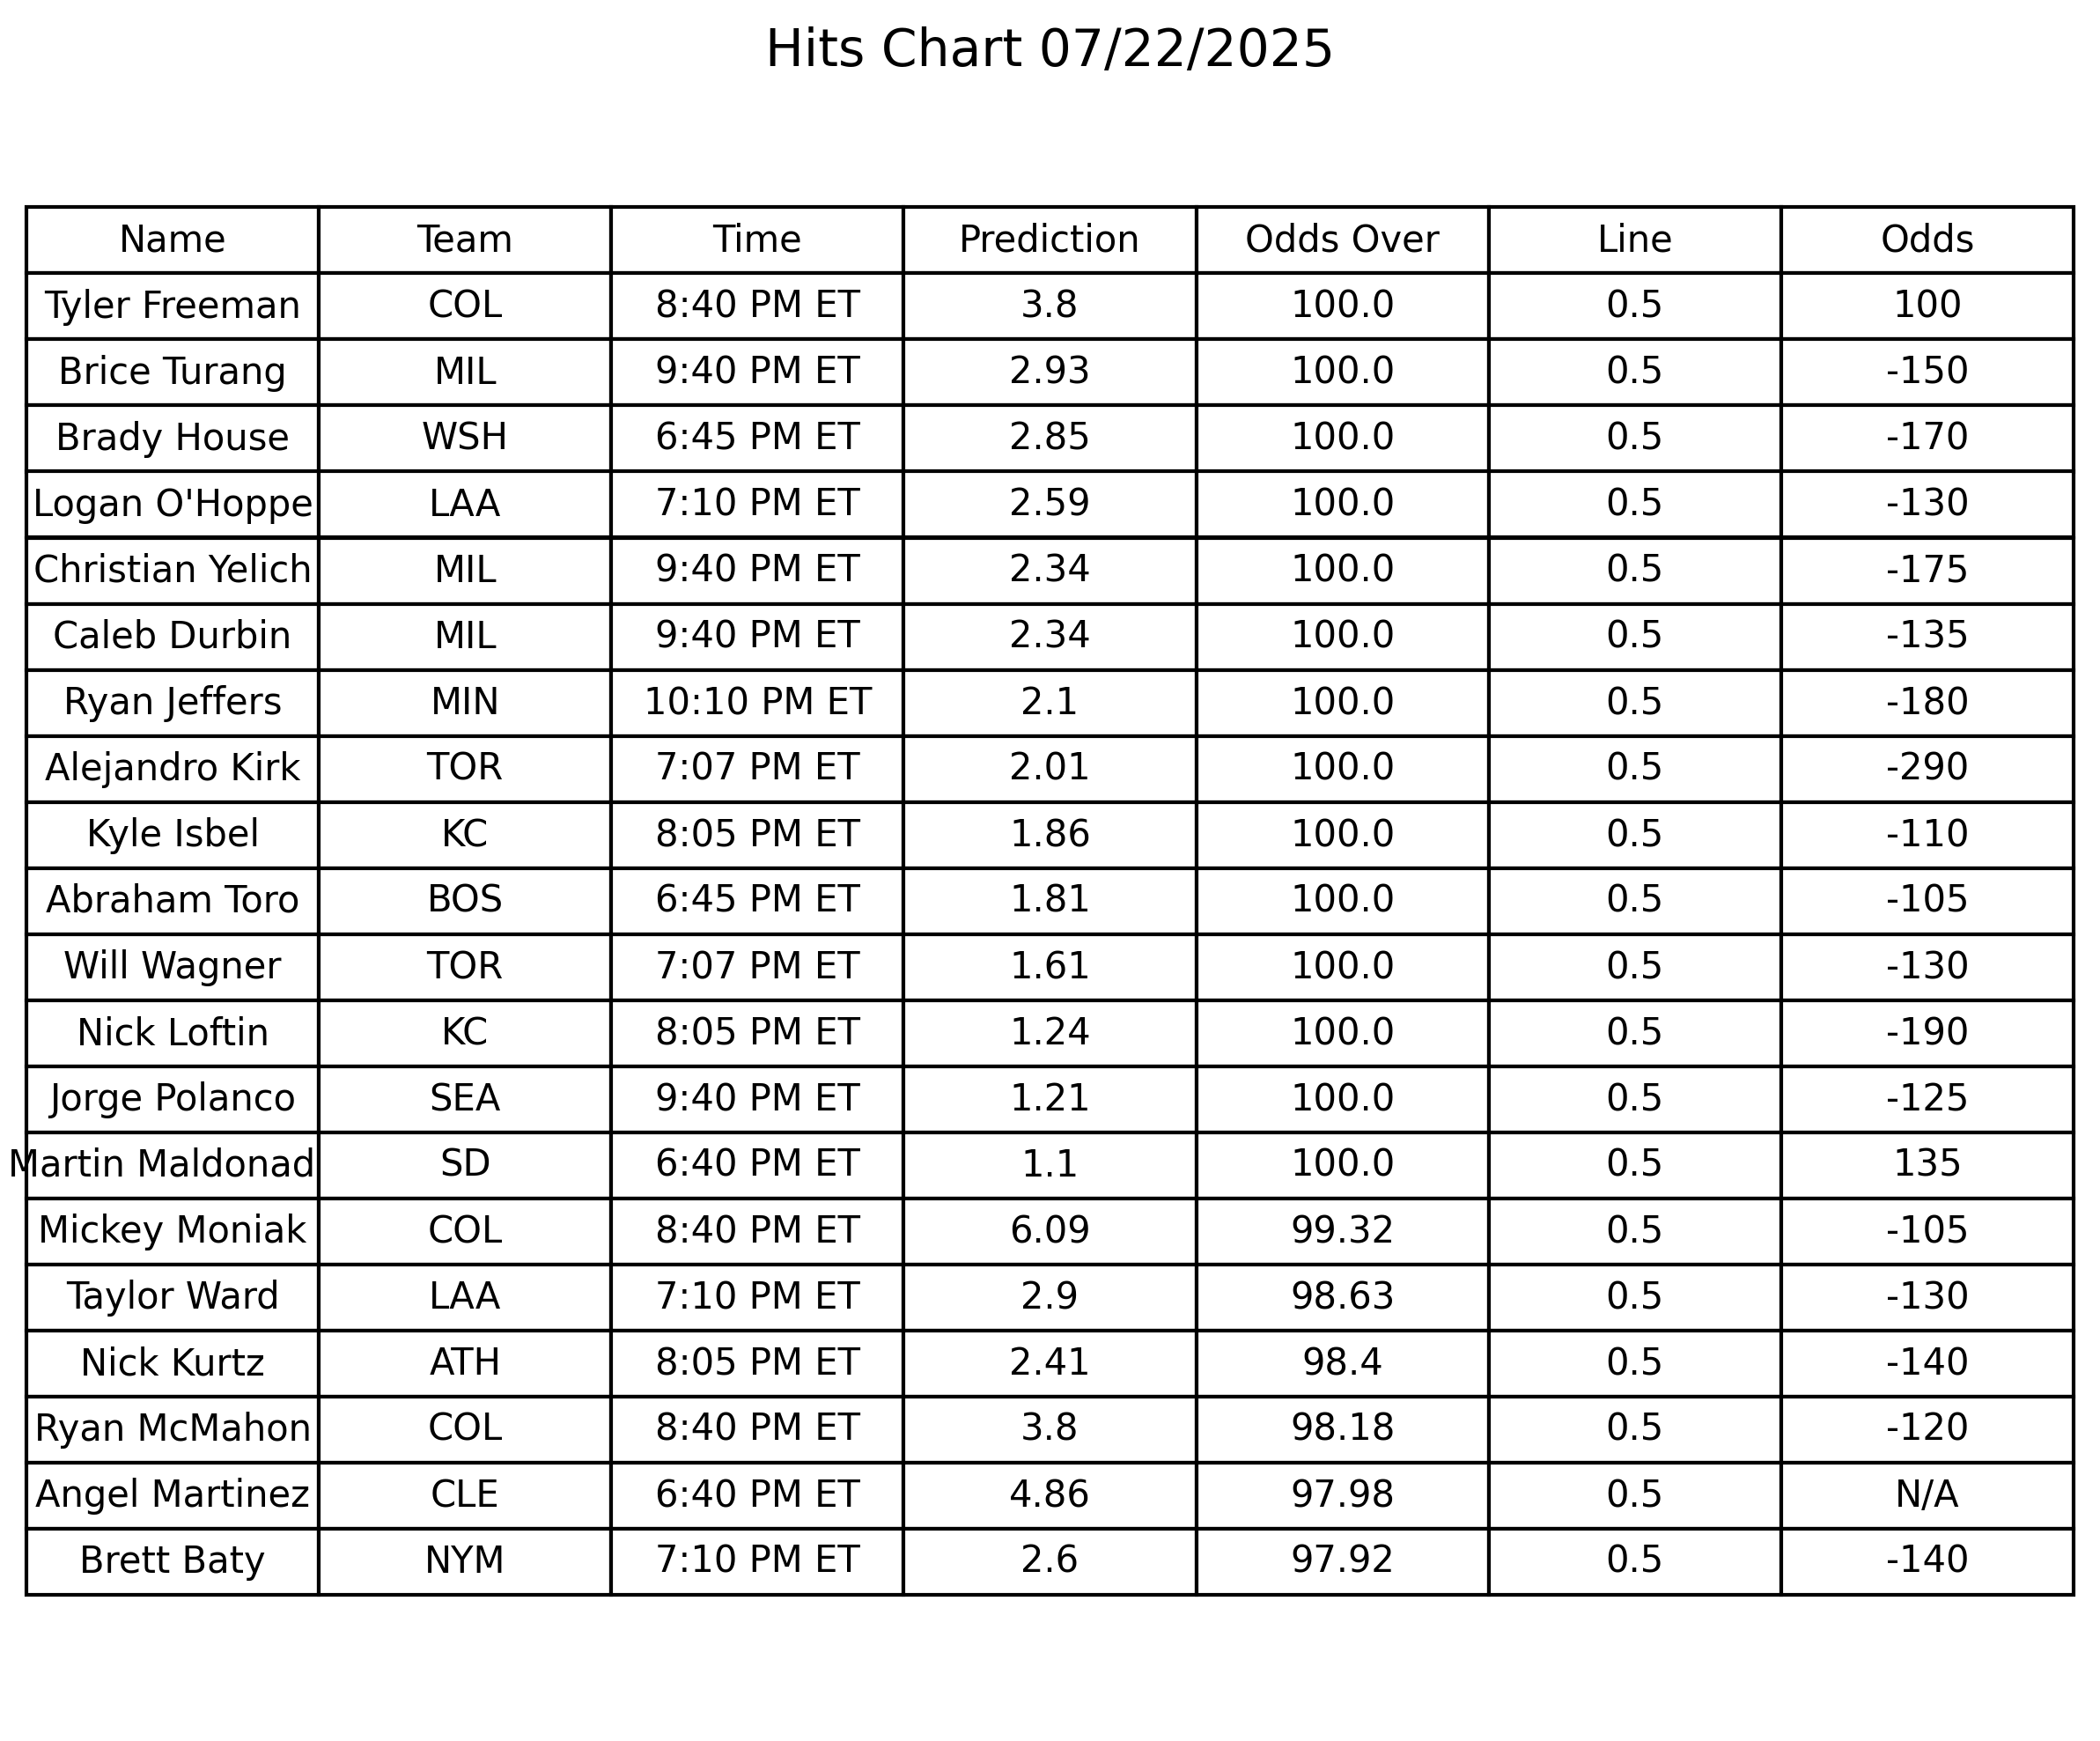 Hits Chart 07/22/2025
Name Team Time Prediction Odds Over Line Odds
Tyler Freeman COL 8:40 PM ET 3.8 100.0 0.5 100
Brice Turang MIL 9:40 PM ET 2.93 100.0 0.5 -150
Brady House WSH 6:45 PM ET 2.85 100.0 0.5 -170
Logan O'Hoppe LAA 7:10 PM ET 2.59 100.0 0.5 -130
Christian Yelich MIL 9:40 PM ET 2.34 100.0 0.5 -175
Caleb Durbin MIL 9:40 PM ET 2.34 100.0 0.5 -135
Ryan Jeffers MIN 10:10 PM ET 2.1 100.0 0.5 -180
Alejandro Kirk TOR 7:07 PM ET 2.01 100.0 0.5 -290
Kyle Isbel KC 8:05 PM ET 1.86 100.0 0.5 -110
Abraham Toro BOS 6:45 PM ET 1.81 100.0 0.5 -105
Will Wagner TOR 7:07 PM ET 1.61 100.0 0.5 -130
Nick Loftin KC 8:05 PM ET 1.24 100.0 0.5 -190
Jorge Polanco SEA 9:40 PM ET 1.21 100.0 0.5 -125
Martin Maldonad SD 6:40 PM ET 1.1 100.0 0.5 135
Mickey Moniak COL 8:40 PM ET 6.09 99.32 0.5 -105
Taylor Ward LAA 7:10 PM ET 2.9 98.63 0.5 -130
Nick Kurtz ATH 8:05 PM ET 2.41 98.4 0.5 -140
Ryan McMahon COL 8:40 PM ET 3.8 98.18 0.5 -120
Angel Martinez CLE 6:40 PM ET 4.86 97.98 0.5 N/A
Brett Baty NYM 7:10 PM ET 2.6 97.92 0.5 -140